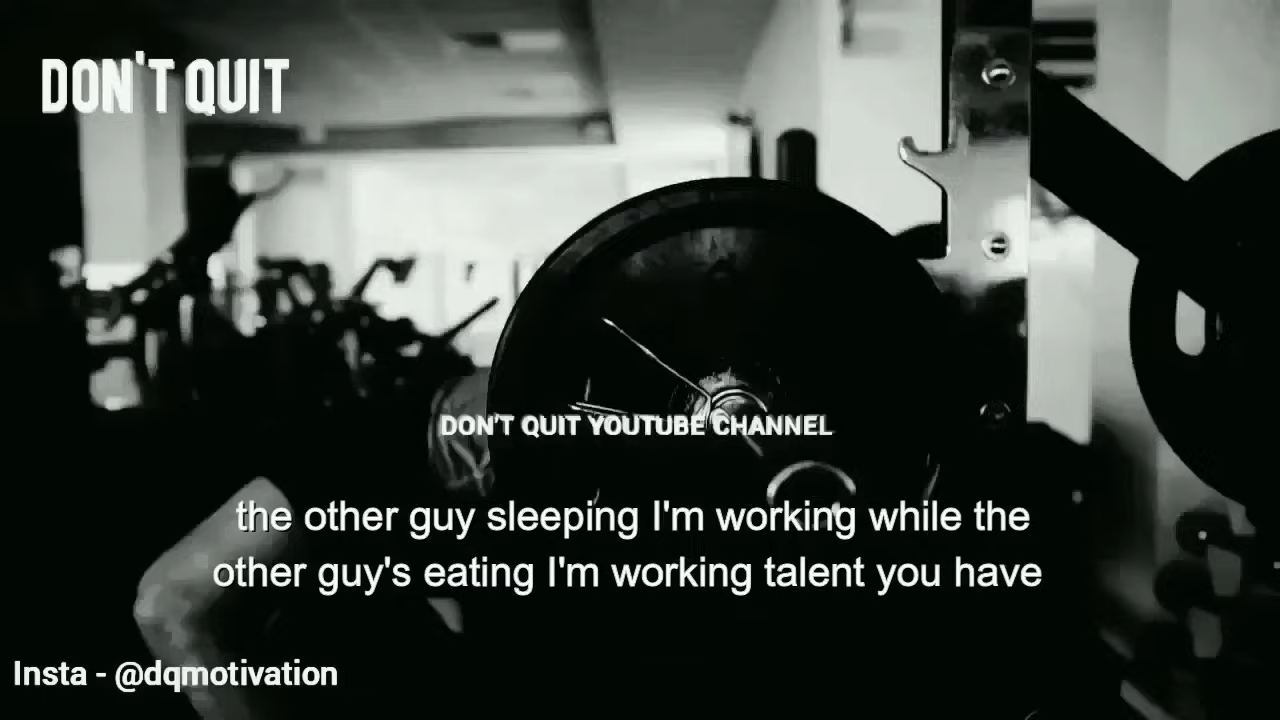 DON'T QUIT
DON'T QUIT YOUTUBE CHANNEL
the other guy sleeping I'm working while the
other guy's eating I'm working talent you have
Insta - @dqmotivation